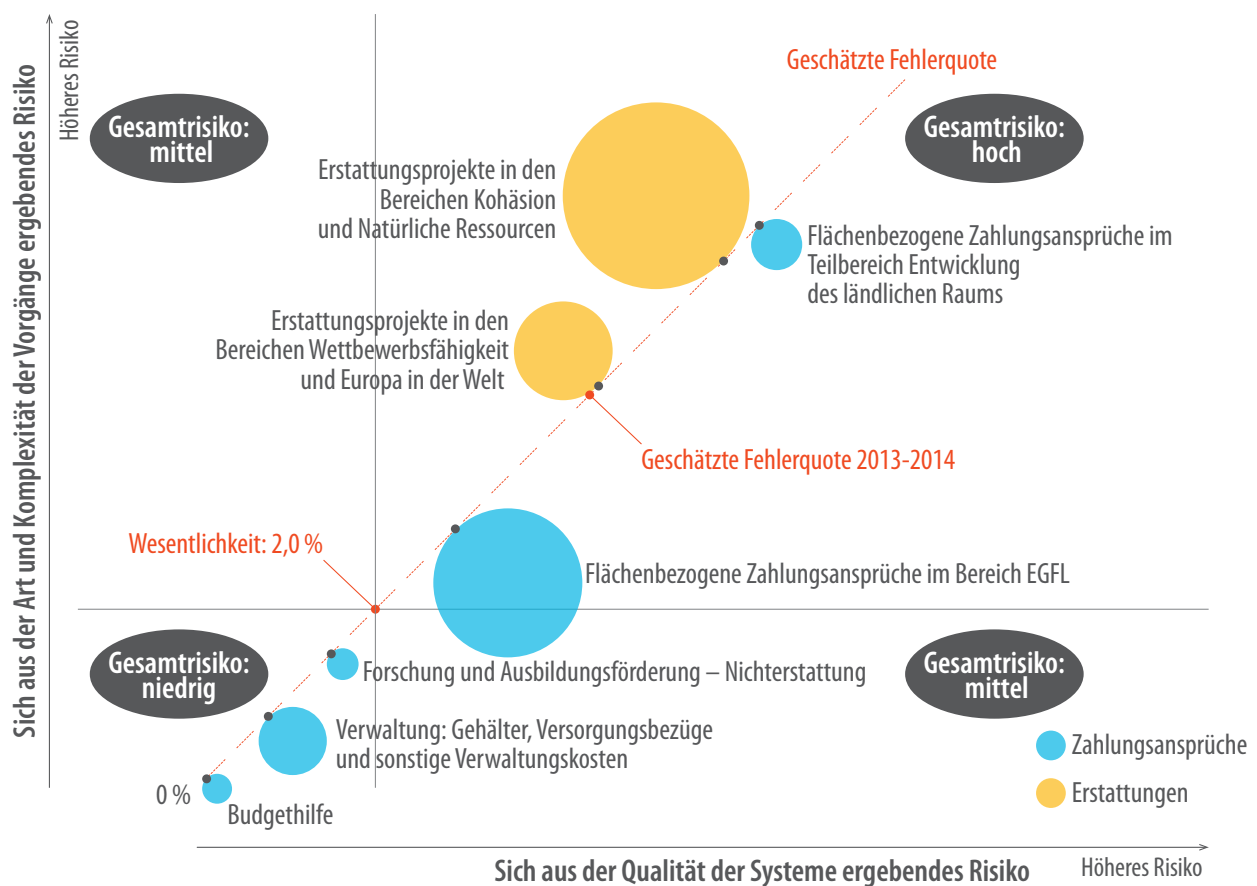 Sich aus der Art und Komplexität der Vorgänge ergebendes Risiko
Höheres Risiko
Geschätzte Fehlerquote
Gesamtrisiko:
mittel
Gesamtrisiko:
hoch
Erstattungsprojekte in den
Bereichen Kohäsion
und Natürliche Ressourcen
Flächenbezogene Zahlungsansprüche im
Teilbereich Entwicklung
des ländlichen Raums
Erstattungsprojekte in den
Bereichen Wettbewerbsfähigkeit
und Europa in der Welt
Geschätzte Fehlerquote 2013-2014
Wesentlichkeit: 2,0 %
Flächenbezogene Zahlungsansprüche im Bereich EGFL
Gesamtrisiko:
niedrig
Forschung und Ausbildungsförderung – Nichterstattung
Gesamtrisiko:
mittel
Verwaltung: Gehälter, Versorgungsbezüge
und sonstige Verwaltungskosten
Zahlungsansprüche
Erstattungen
0 %
Budgethilfe
Sich aus der Qualität der Systeme ergebendes Risiko
Höheres Risiko